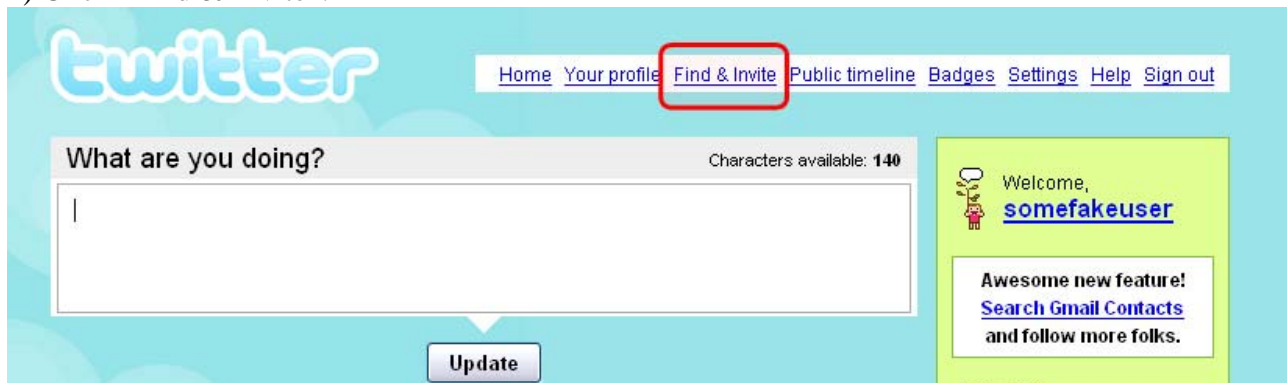 twitter
Home Your profile Find & Invite Public timeline Badges Settings Help Sign out
What are you doing? Characters available: 140
Welcome,
somefakeuser
Awesome new feature!
Search Gmail Contacts
and follow more folks.
Update